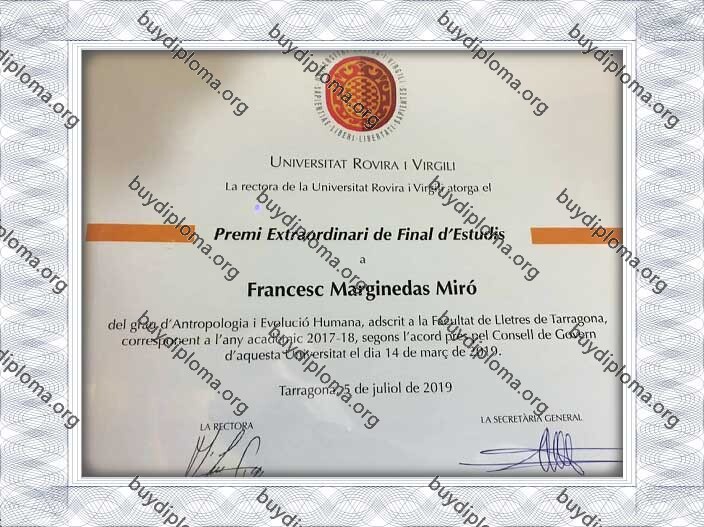 UNIVERSITAT ROVIRA I VIRGILI
La rectora de la Universitat Rovira i Virgili atorga el
Premi Extraordinari de Final d'Estudis
a
Francesc Marginedas Miró
del grau d'Antropologia i Evolució Humana, adscrit a la Facultat de Lletres de Tarragona,
corresponent a l'any acadèmic 2017-18, segons l'acord pres pel Consell de Govern
d'aquesta Universitat el dia 14 de març de 2019.
Tarragona, 5 de juliol de 2019
LA RECTORA
LA SECRETÀRIA GENERAL
buydiploma.org